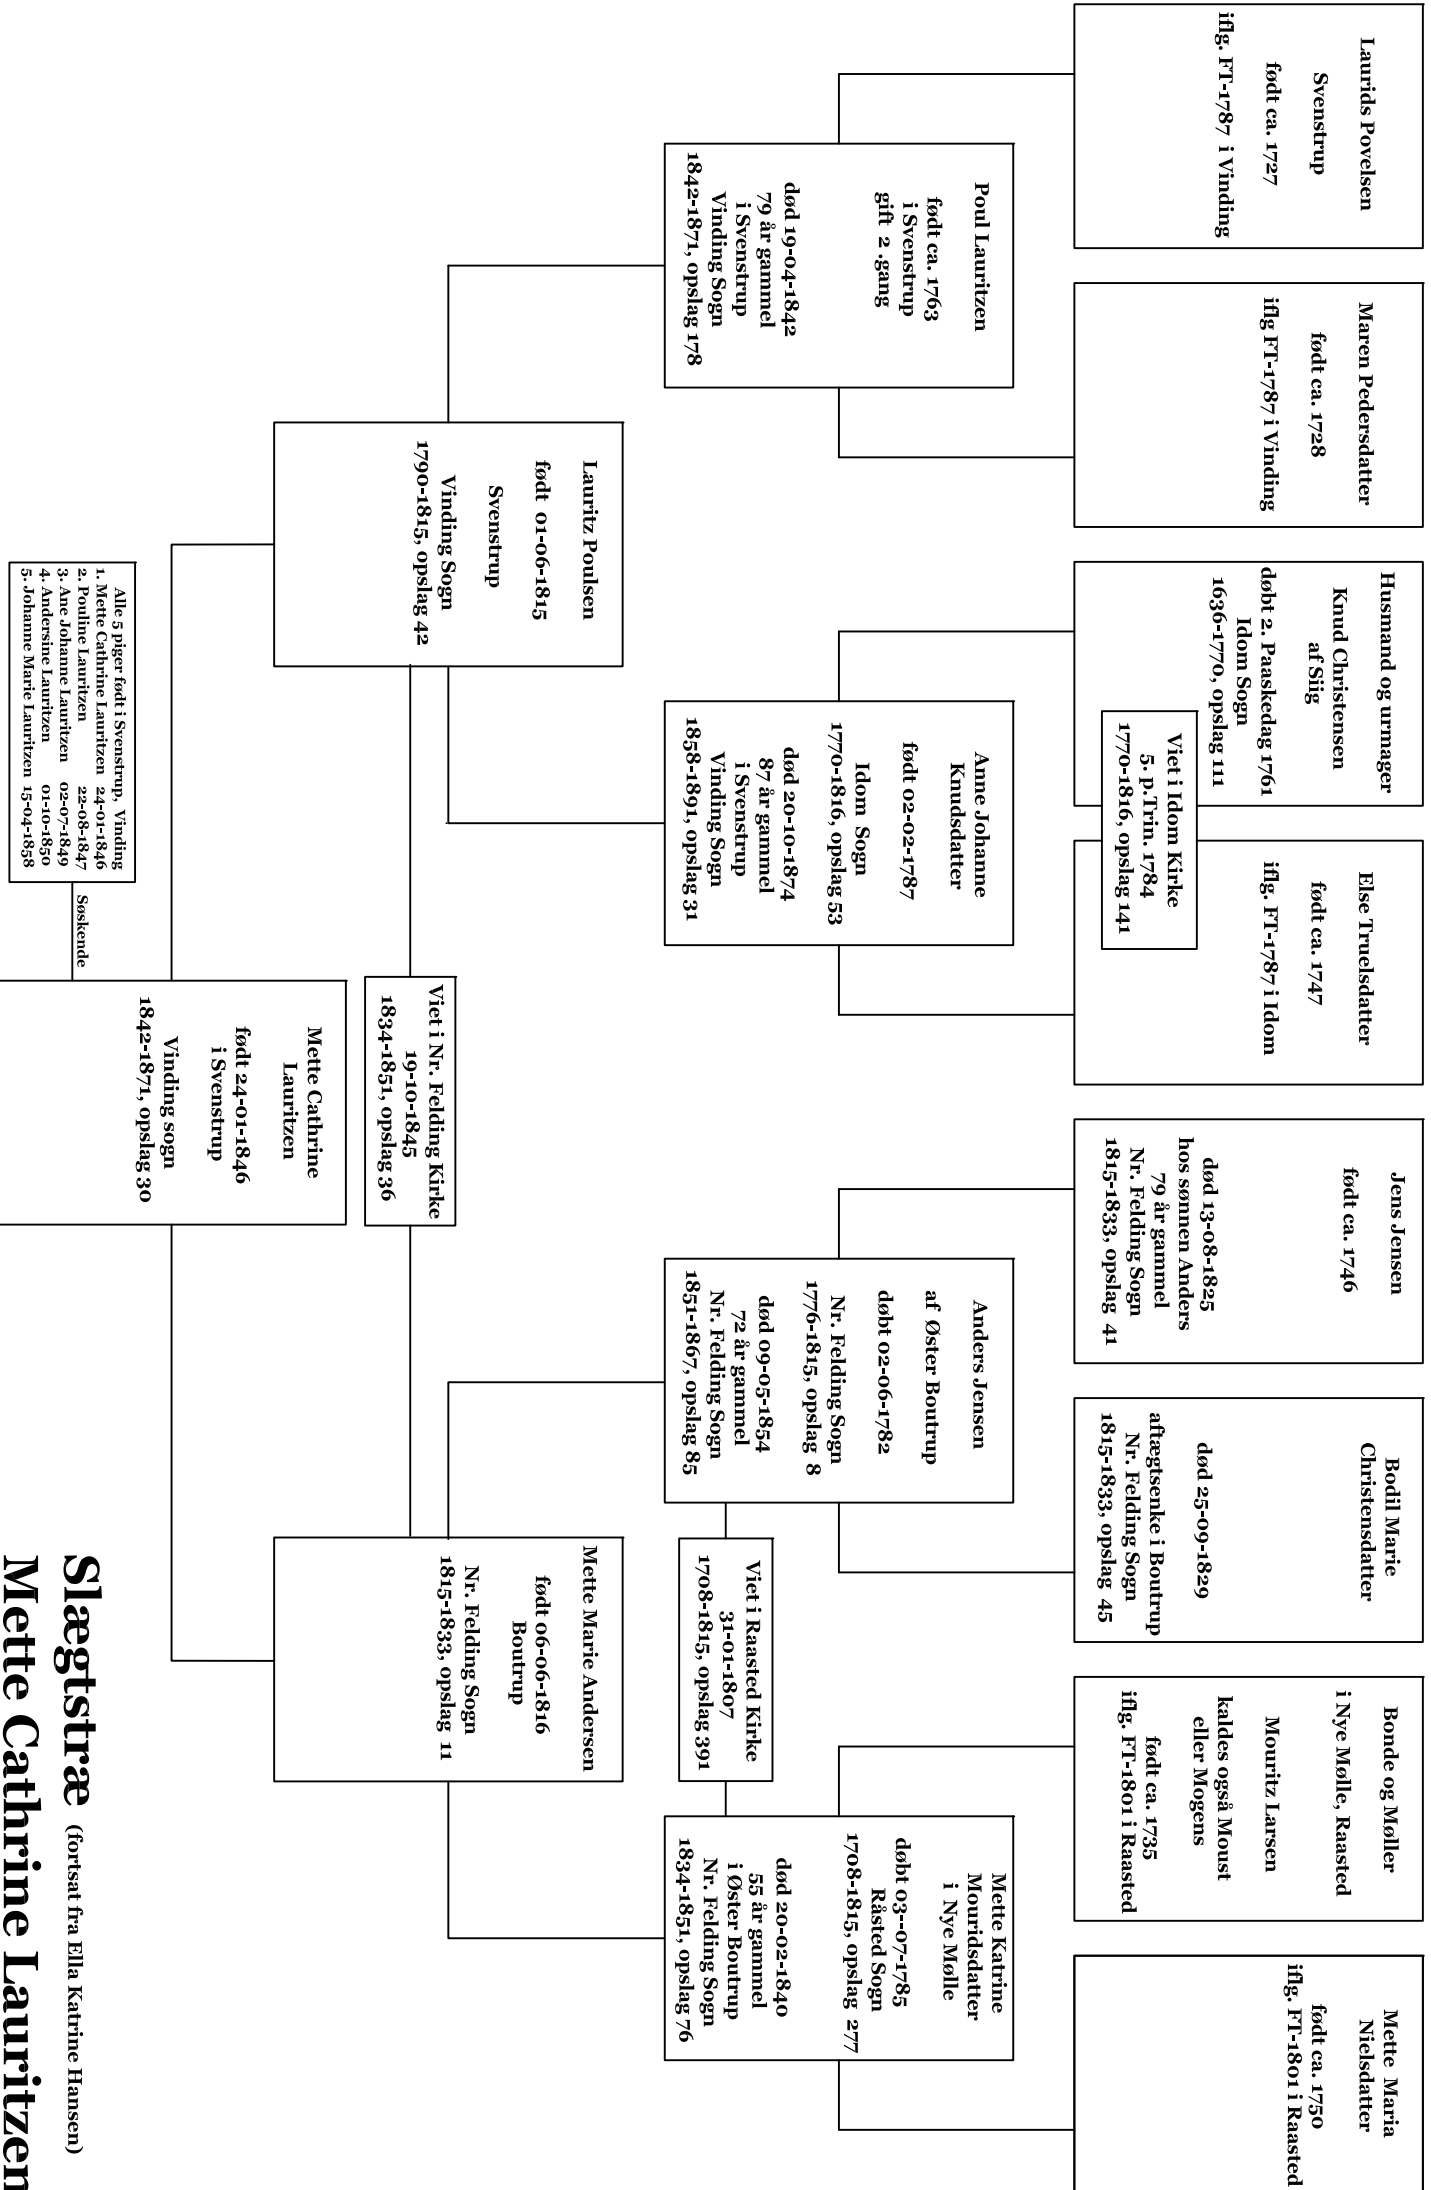 Laurids Povelsen
Svenstrup
født ca. 1727
iflg. FT-1787 i Vinding
Maren Pedersdatter
født ca. 1728
iflg FT-1787 i Vinding
Husmand og urmager
Knud Christensen
af Siig
døbt 2. Paaskedag 1761
Idom Sogn
1636-1770, opslag 111
Viet i Idom Kirke
5. p.Trin. 1784
1770-1816, opslag 141
Else Truelsdatter
født ca. 1747
iflg. FT-1787 i Idom
Jens Jensen
født ca. 1746
død 13-08-1825
hos sønnen Anders
79 år gammel
Nr. Felding Sogn
1815-1833, opslag 41
Bodil Marie
Christensdatter
død 25-09-1829
aftægtsenke i Boutrup
Nr. Felding Sogn
1815-1833, opslag 45
Bonde og Møller
i Nye Mølle, Raasted
Mouritz Larsen
kaldes også Moust
eller Mogens
født ca. 1735
iflg. FT-1801 i Raasted
Mette Maria
Nielsdatter
født ca. 1750
iflg. FT-1801 i Raasted
Poul Lauritzen
født ca. 1763
i Svenstrup
gift 2 .gang
død 19-04-1842
79 år gammel
i Svenstrup
Vinding Sogn
1842-1871, opslag 178
Anne Johanne
Knudsdatter
født 02-02-1787
Idom Sogn
1770-1816, opslag 53
død 20-10-1874
87 år gammel
i Svenstrup
Vinding Sogn
1858-1891, opslag 31
Anders Jensen
af Øster Boutrup
døbt 02-06-1782
Nr. Felding Sogn
1776-1815, opslag 8
død 09-05-1854
72 år gammel
Nr. Felding Sogn
1851-1867, opslag 85
Viet i Raasted Kirke
31-01-1807
1708-1815, opslag 391
Mette Katrine
Mouridsdatter
i Nye Mølle
døbt 03--07-1785
Råsted Sogn
1708-1815, opslag 277
død 20-02-1840
55 år gammel
i Øster Boutrup
Nr. Felding Sogn
1834-1851, opslag 76
Lauritz Poulsen
født 01-06-1815
Svenstrup
Vinding Sogn
1790-1815, opslag 42
Viet i Nr. Felding Kirke
19-10-1845
1834-1851, opslag 36
Mette Marie Andersen
født 06-06-1816
Boutrup
Nr. Felding Sogn
1815-1833, opslag 11
Mette Cathrine
Lauritzen
født 24-01-1846
i Svenstrup
Vinding sogn
1842-1871, opslag 30
Alle 5 piger født i Svenstrup, Vinding
1. Mette Cathrine Lauritzen 24-01-1846
2. Pouline Lauritzen 22-08-1847
3. Ane Johanne Lauritzen 02-07-1849
4. Andersine Lauritzen 01-10-1850
5. Johanne Marie Lauritzen 15-04-1858
Søskende
Slægtstræ (fortsat fra Ella Katrine Hansen)
Mette Cathrine Lauritzen